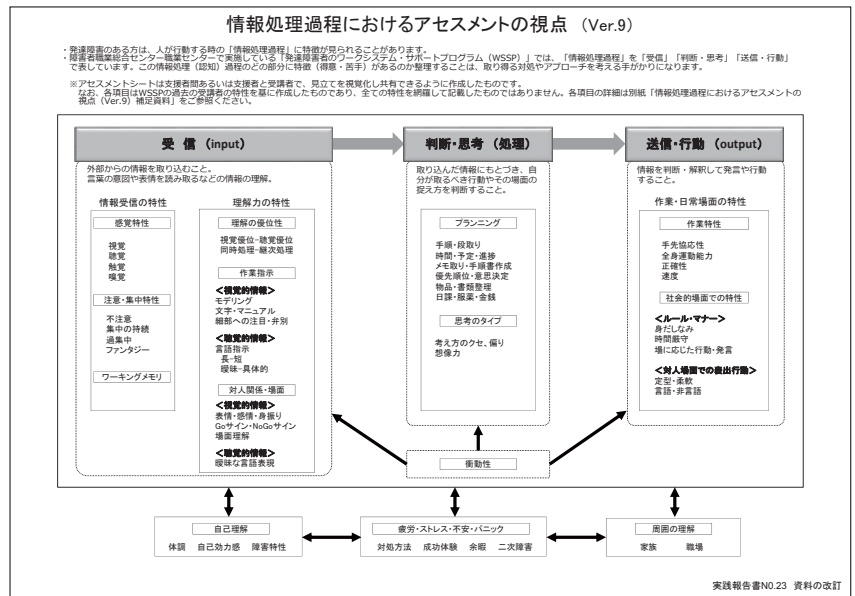 情報処理過程におけるアセスメントの視点 (Ver.9)
・発達障害のある方は、人が行動する時の「情報処理過程」に特徴が見られることがあります。
・障害者職業総合センター職業センターで実施している「発達障害者のワークシステム・サポートプログラム（WSSP）」では、「情報処理過程」を「受信」「判断・思考」「送信・行動」
で表しています。この情報処理（認知）過程のどの部分に特徴（得意・苦手）があるのか整理することは、取り得る対処やアプローチを考える手がかりになります。
※アセスメントシートは支援者間あるいは支援者と受講者で、見立てを視覚化し共有できるように作成したものです。
なお、各項目はWSSPの過去の受講者の特性を基に作成したものであり、全ての特性を網羅して記載したものではありません。各項目の詳細は別紙「情報処理過程におけるアセスメントの
視点（Ver.9）補足資料」をご参照ください。
受 信 (input)
外部からの情報を取り込むこと。
言葉の意図や表情を読み取るなどの情報の理解。
情報受信の特性
感覚特性
視覚
聴覚
触覚
嗅覚
注意・集中特性
不注意
集中の持続
過集中
ファンタジー
ワーキングメモリ
理解力の特性
理解の優位性
視覚優位-聴覚優位
同時処理-継次処理
作業指示
＜視覚的情報＞
モデリング
文字・マニュアル
細部への注目・弁別
＜聴覚的情報＞
言語指示
長-短
曖昧-具体的
対人関係・場面
＜視覚的情報＞
表情・感情・身振り
Goサイン・NoGoサイン
場面理解
＜聴覚的情報＞
曖昧な言語表現
判断・思考 (処理)
取り込んだ情報にもとづき、自
分が取るべき行動やその場面の
捉え方を判断すること。
プランニング
手順・段取り
時間・予定・進捗
メモ取り・手順書作成
優先順位・意思決定
物品・書類整理
日課・服薬・金銭
思考のタイプ
考え方のクセ、偏り
想像力
衝動性
送信・行動 (output)
情報を判断・解釈して発言や行動
すること。
作業・日常場面の特性
作業特性
手先協応性
全身運動能力
正確性
速度
社会的場面での特性
＜ルール・マナー＞
身だしなみ
時間厳守
場に応じた行動・発言
＜対人場面での表出行動＞
定型・柔軟
言語・非言語
自己理解
体調 自己効力感 障害特性
疲労・ストレス・不安・パニック
対処方法 成功体験 余暇 二次障害
周囲の理解
家族 職場
実践報告書N0.23 資料の改訂